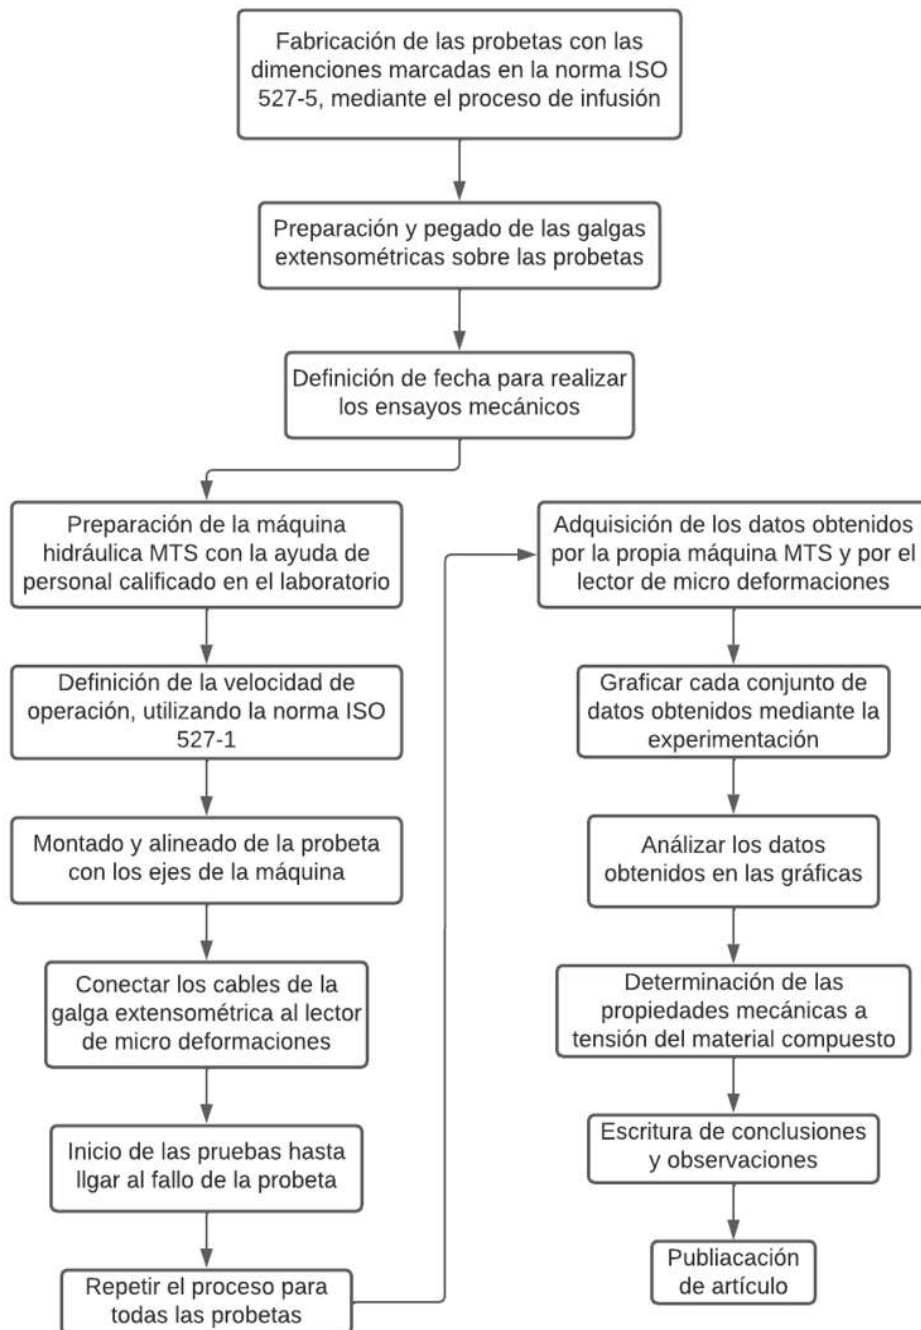 Fabricación de las probetas con las
dimenciones marcadas en la norma ISO
527-5, mediante el proceso de infusión
Preparación y pegado de las galgas
extensométricas sobre las probetas
Definición de fecha para realizar
los ensayos mecánicos
Preparación de la máquina
hidráulica MTS con la ayuda de
personal calificado en el laboratorio
Definición de la velocidad de
operación, utilizando la norma ISO
527-1
Montado y alineado de la probeta
con los ejes de la máquina
Conectar los cables de la
galga extensométrica al lector
de micro deformaciones
Inicio de las pruebas hasta
llgar al fallo de la probeta
Repetir el proceso para
todas las probetas
Adquisición de los datos obtenidos
por la propia máquina MTS y por el
lector de micro deformaciones
Graficar cada conjunto de
datos obtenidos mediante la
experimentación
Análizar los datos
obtenidos en las gráficas
Determinación de las
propiedades mecánicas a
tensión del material compuesto
Escritura de conclusiones
y observaciones
Publiacación
de artículo